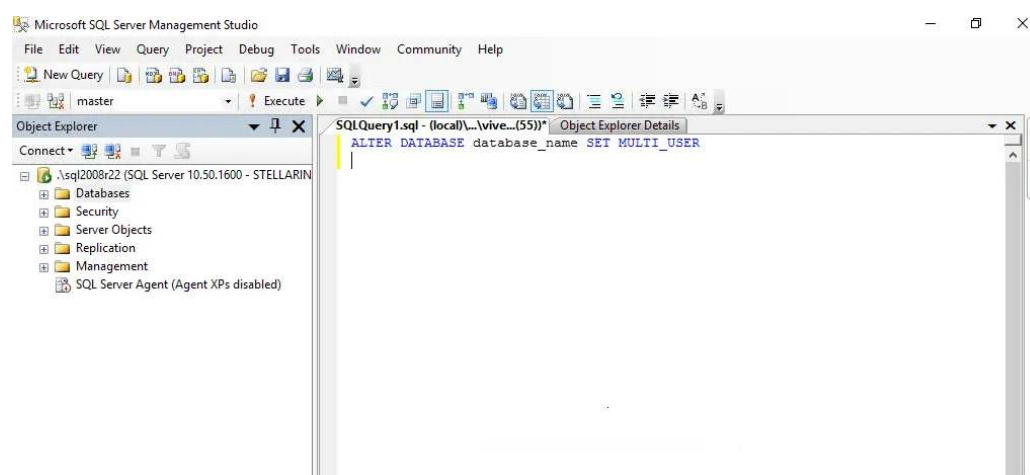 Microsoft SQL Server Management Studio
File Edit View Query Project Debug Tools Window Community Help
New Query
master Execute
Object Explorer
SQLQuery1.sql - (local)\...\vive...(55))* Object Explorer Details
Connect
ALTER DATABASE database_name SET MULTI_USER
.\sql2008r22 (SQL Server 10.50.1600 - STELLARIN
Databases
Security
Server Objects
Replication
Management
SQL Server Agent (Agent XPs disabled)